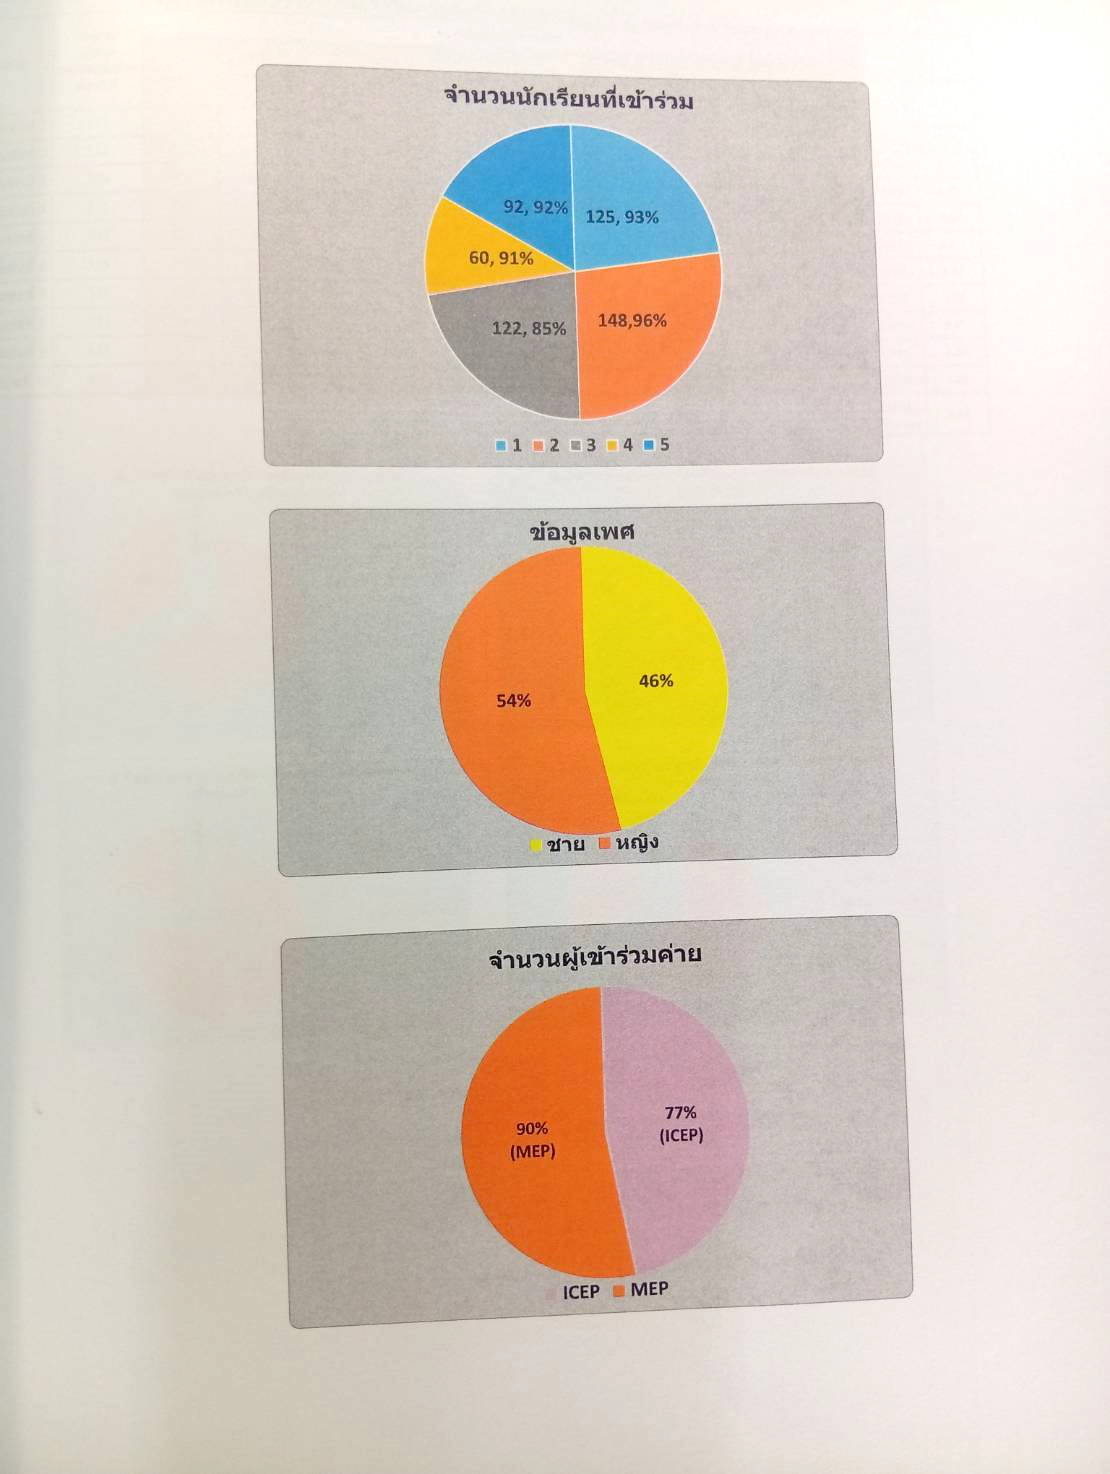 จำนวนนักเรียนที่เข้าร่วม
92, 92% 125, 93%
60, 91%
122, 85% 148,96%
1 2 3 4 5
ข้อมูลเพศ
54% 46%
ชาย หญิง
จำนวนผู้เข้าร่วมค่าย
90% 77%
(MEP) (ICEP)
ICEP MEP